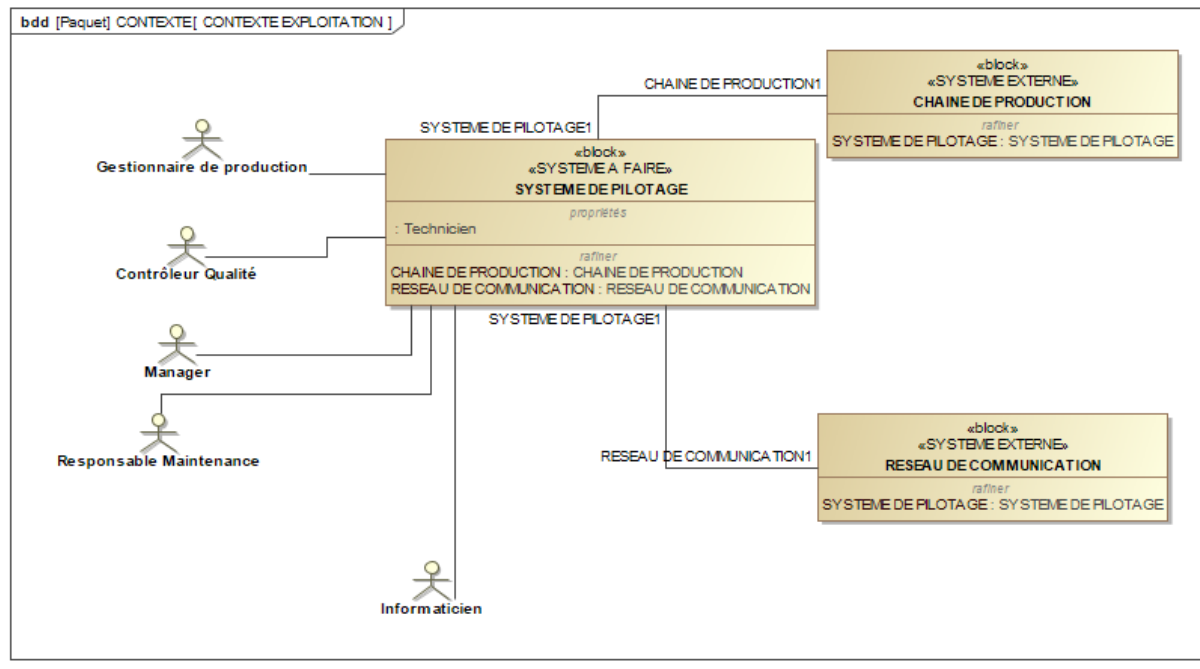 bdd [Paquet] CONTEXTE[ CONTEXTE EXPLOITATION ]
CHAINE DE PRODUCTION1
«block»
«SYSTEME EXTERNE»
CHAINE DE PRODUCTION
rafiner
SYSTEME DE PILOTAGE : SYSTEME DE PILOTAGE
SYSTEME DE PILOTAGE1
«block»
«SYSTEME A FAIRE»
SYSTEME DE PILOTAGE
propriétés
: Technicien
rafiner
CHAINE DE PRODUCTION : CHAINE DE PRODUCTION
RESEAU DE COMMUNICATION : RESEAU DE COMMUNICATION
SYSTEME DE PILOTAGE1
Gestionnaire de production
Contrôleur Qualité
Manager
Responsable Maintenance
RESEAU DE COMMUNICATION1
«block»
«SYSTEME EXTERNE»
RESEAU DE COMMUNICATION
rafiner
SYSTEME DE PILOTAGE : SYSTEME DE PILOTAGE
Informaticien